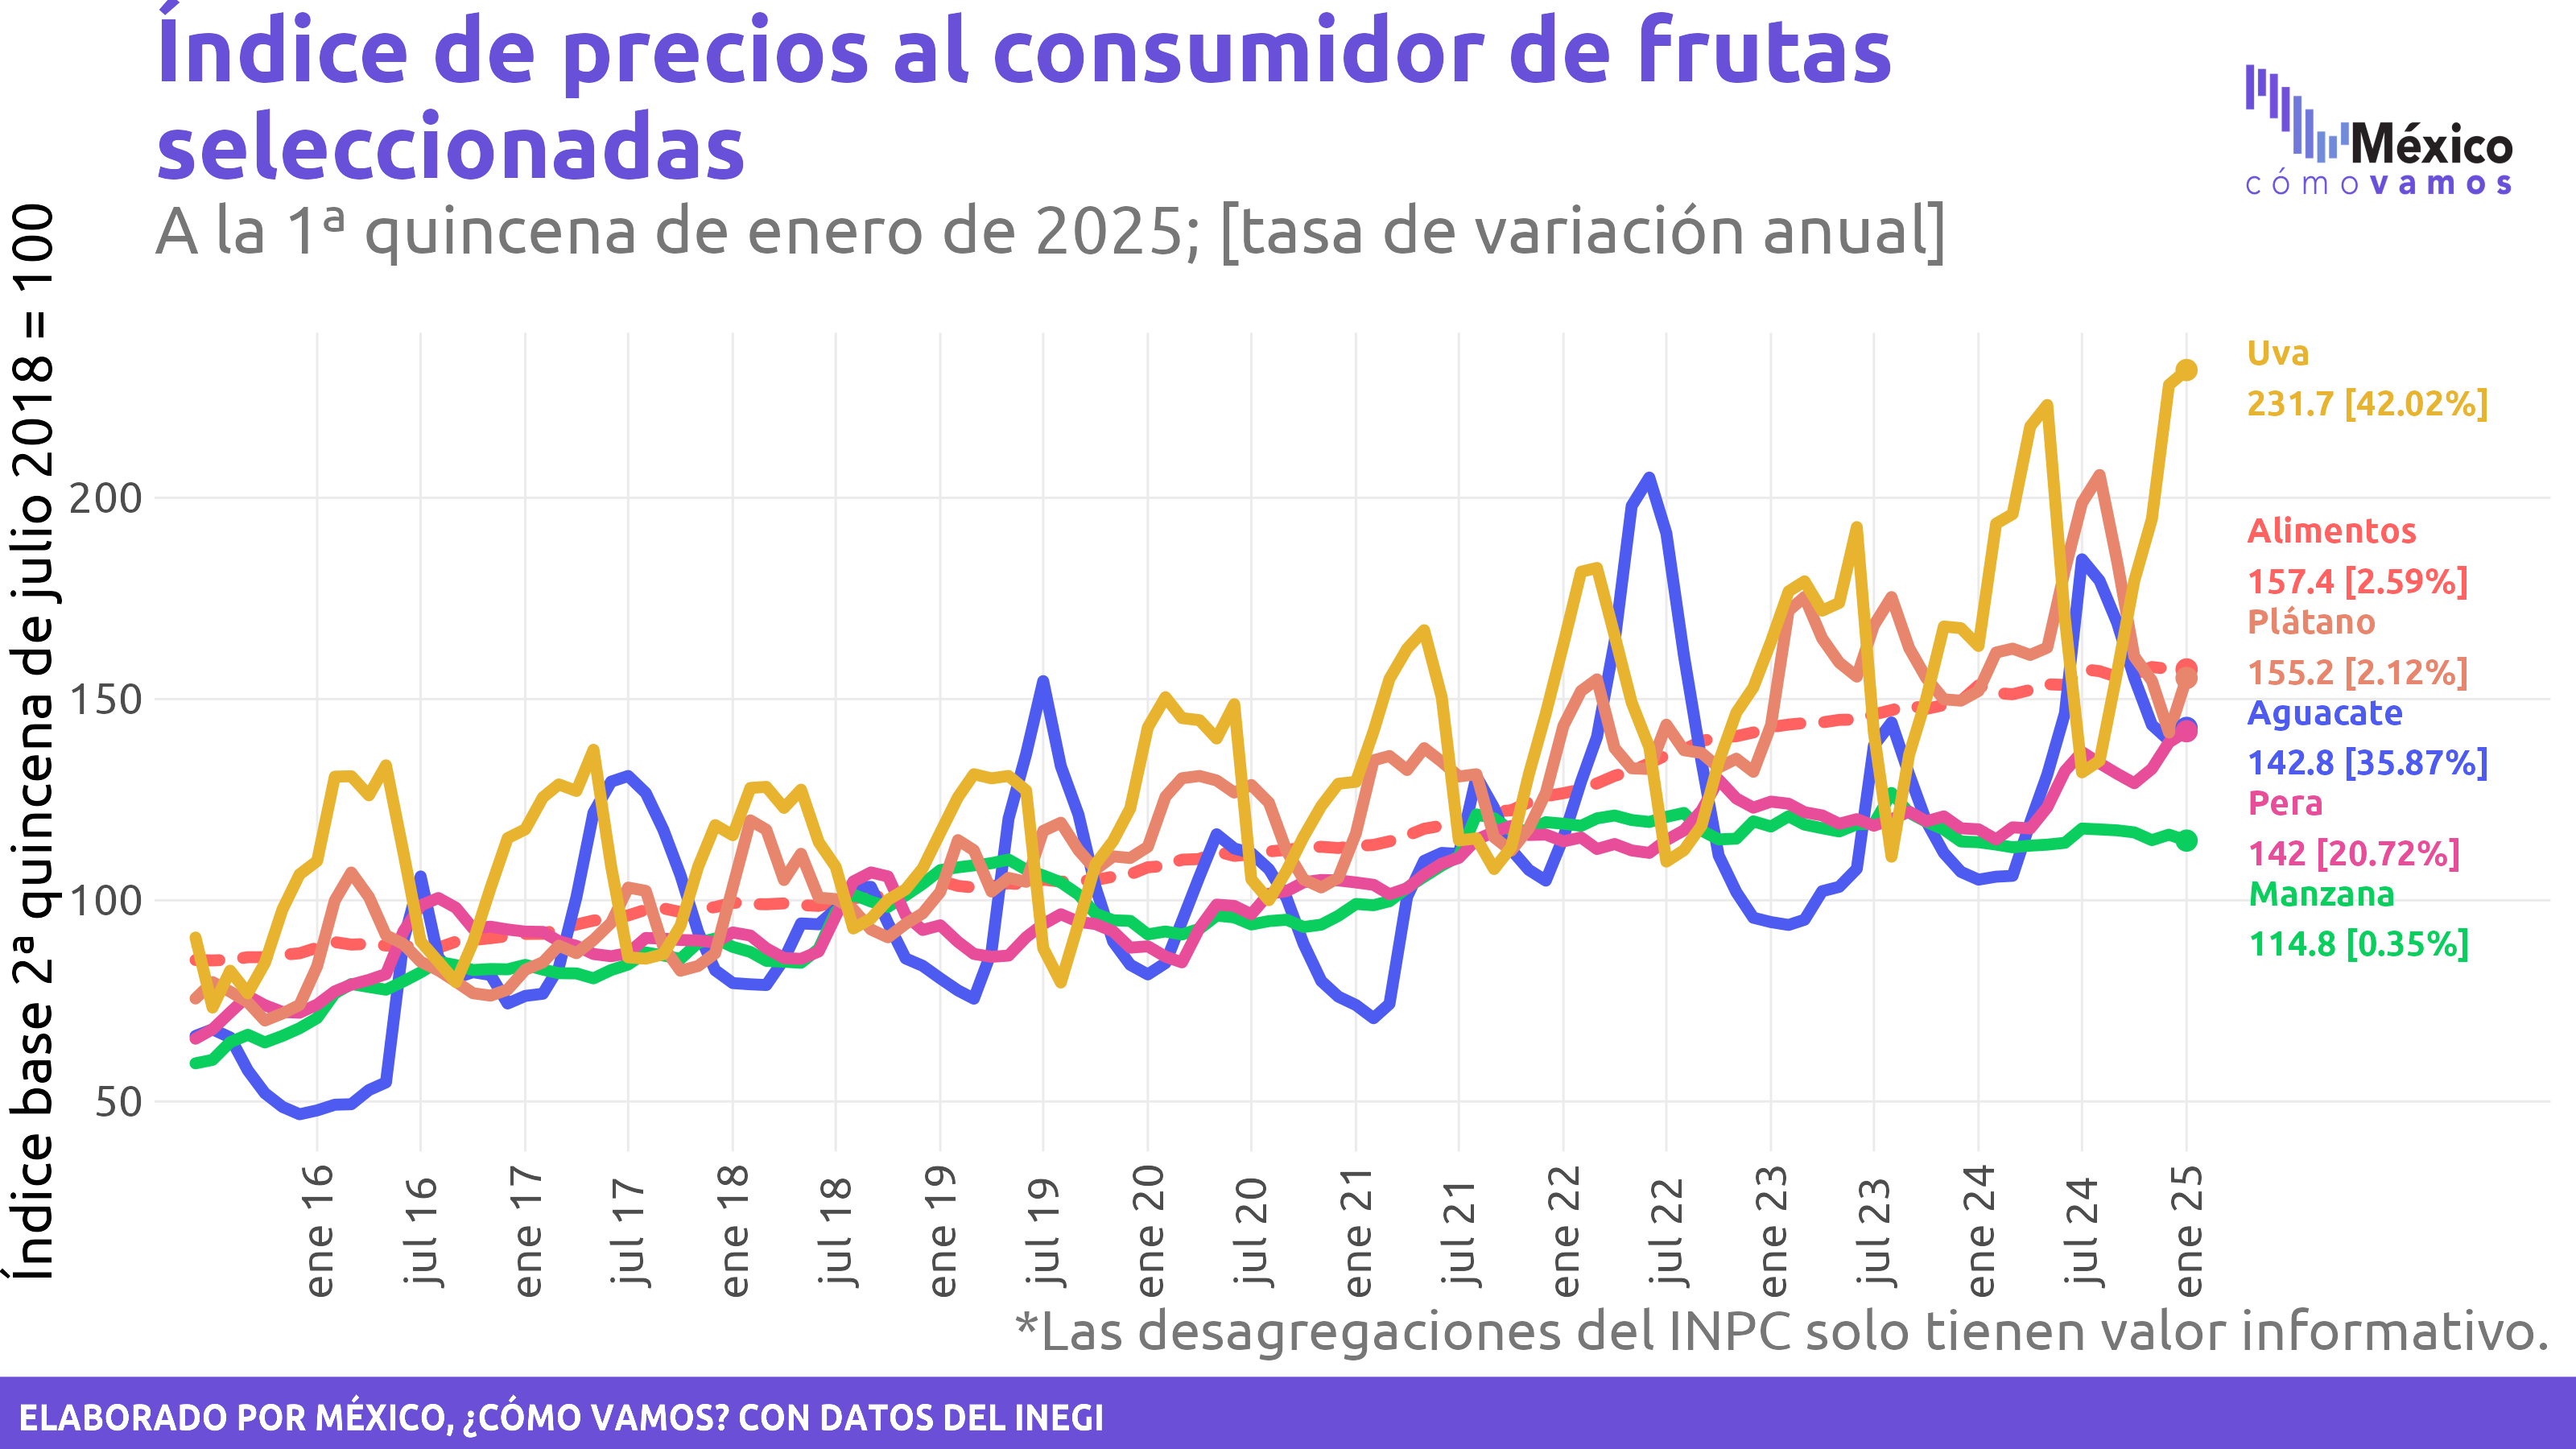 Índice de precios al consumidor de frutas
seleccionadas
A la 1ª quincena de enero de 2025; [tasa de variación anual]
México
cómo vamos
Índice base 2ª quincena de julio 2018 = 100
200
150
100
50
Uva
231.7 [42.02%]
Alimentos
157.4 [2.59%]
Plátano
155.2 [2.12%]
Aguacate
142.8 [35.87%]
Pera
142 [20.72%]
Manzana
114.8 [0.35%]
ene 16
jul 16
ene 17
jul 17
ene 18
jul 18
ene 19
jul 19
ene 20
jul 20
ene 21
jul 21
ene 22
jul 22
ene 23
jul 23
ene 24
jul 24
ene 25
*Las desagregaciones del INPC solo tienen valor informativo.
ELABORADO POR MÉXICO, ¿CÓMO VAMOS? CON DATOS DEL INEGI